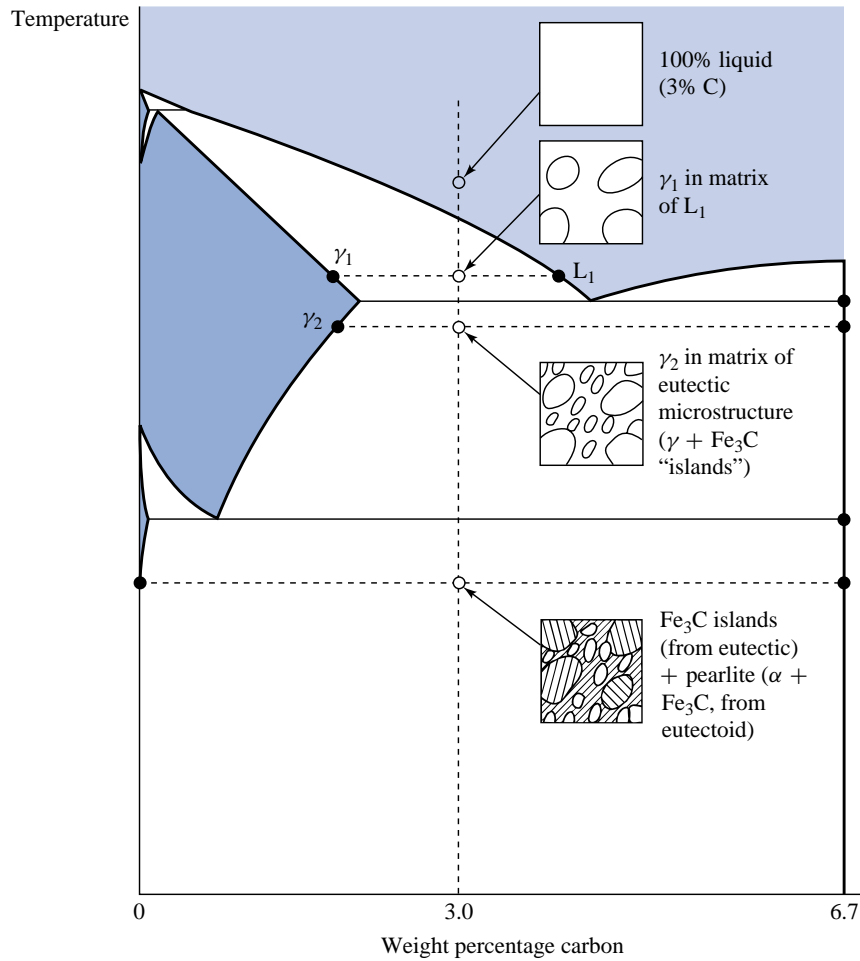 Temperature
100% liquid
(3% C)
γ₁ in matrix
of L₁
γ₁
L₁
γ₂
γ₂ in matrix of
eutectic
microstructure
(γ + Fe₃C
“islands”)
Fe₃C islands
(from eutectic)
+ pearlite (α +
Fe₃C, from
eutectoid)
0
3.0
6.7
Weight percentage carbon